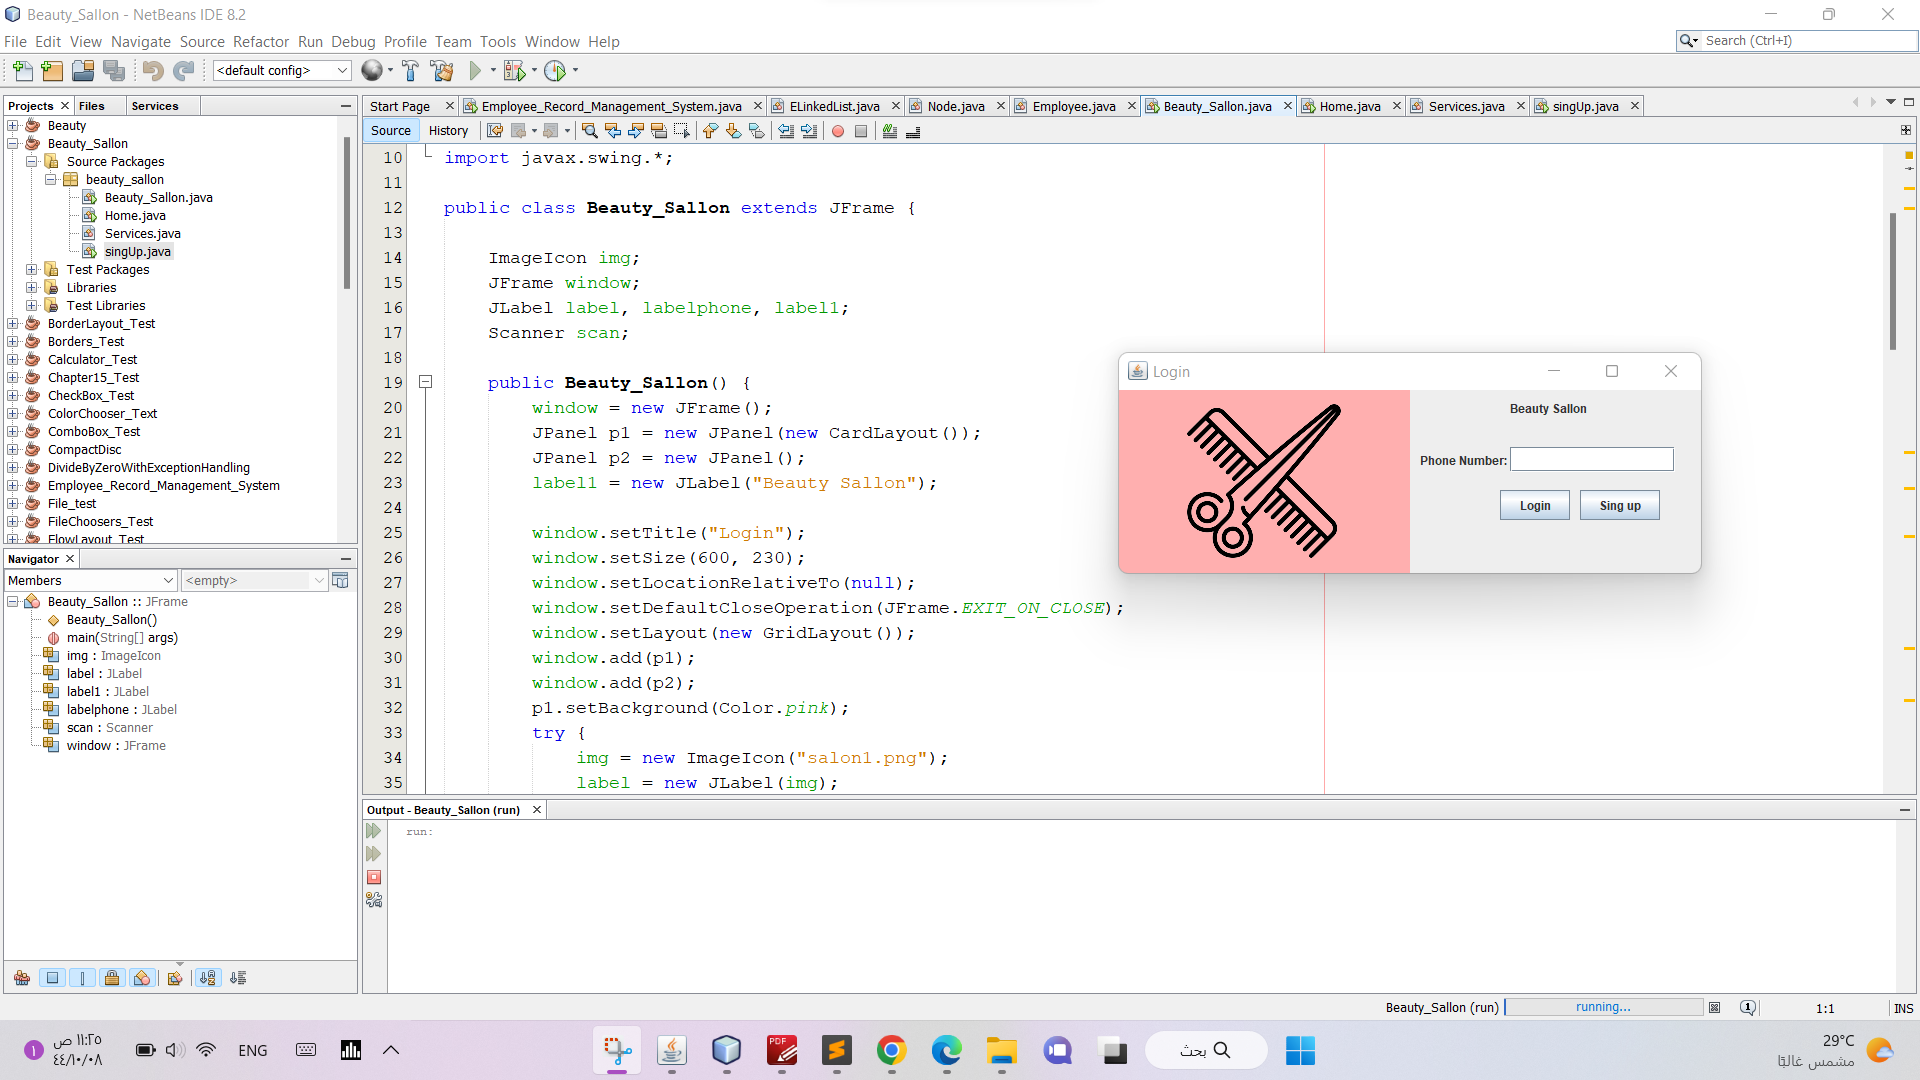 Beauty_Sallon - NetBeans IDE 8.2
File Edit View Navigate Source Refactor Run Debug Profile Team Tools Window Help
Search (Ctrl+I)
<default config>
Projects Files Services
Start Page Employee_Record_Management_System.java ELinkedList.java Node.java Employee.java Beauty_Sallon.java Home.java Services.java singUp.java
Source History
Beauty
Beauty_Sallon
Source Packages
beauty_sallon
Beauty_Sallon.java
Home.java
Services.java
singUp.java
Test Packages
Libraries
Test Libraries
BorderLayout_Test
Borders_Test
Calculator_Test
Chapter15_Test
CheckBox_Test
ColorChooser_Text
ComboBox_Test
CompactDisc
DivideByZeroWithExceptionHandling
Employee_Record_Management_System
File_test
FileChoosers_Test
FlowLayout_Test
10 import javax.swing.*;
11
12 public class Beauty_Sallon extends JFrame {
13
14 ImageIcon img;
15 JFrame window;
16 JLabel label, labelphone, label1;
17 Scanner scan;
18
19 public Beauty_Sallon() {
20 window = new JFrame();
21 JPanel p1 = new JPanel(new CardLayout());
22 JPanel p2 = new JPanel();
23 label1 = new JLabel("Beauty Sallon");
24
25 window.setTitle("Login");
26 window.setSize(600, 230);
27 window.setLocationRelativeTo(null);
28 window.setDefaultCloseOperation(JFrame.EXIT_ON_CLOSE);
29 window.setLayout(new GridLayout());
30 window.add(p1);
31 window.add(p2);
32 p1.setBackground(Color.pink);
33 try {
34 img = new ImageIcon("salon1.png");
35 label = new JLabel(img);
Login
Beauty Sallon
Phone Number:
Login Sing up
Navigator
Members <empty>
Beauty_Sallon :: JFrame
Beauty_Sallon()
main(String[] args)
img : ImageIcon
label : JLabel
label1 : JLabel
labelphone : JLabel
scan : Scanner
window : JFrame
Output - Beauty_Sallon (run)
run:
Beauty_Sallon (run) running... 1 1:1 INS
١ ١١:٢٥ ص
٤٤/١٠/٠٨
ENG
PDF
بحث
29°C
مشمس غالبًا